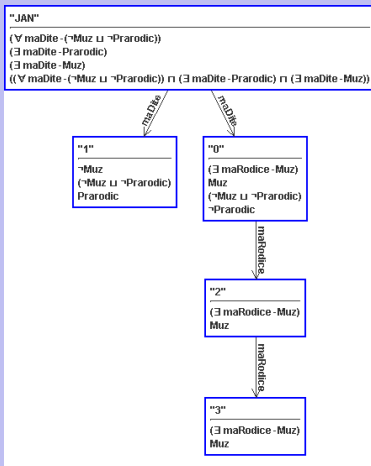 "JAN"
(∀ maDite-(¬Muz ⊔ ¬Prarodic))
(∃ maDite-Prarodic)
(∃ maDite-Muz)
((∀ maDite-(¬Muz ⊔ ¬Prarodic)) ⊓ (∃ maDite-Prarodic) ⊓ (∃ maDite-Muz))
maDite
maDite
"1"
¬Muz
(¬Muz ⊔ ¬Prarodic)
Prarodic
"0"
(∃ maRodice-Muz)
Muz
(¬Muz ⊔ ¬Prarodic)
¬Prarodic
maRodice
"2"
(∃ maRodice-Muz)
Muz
maRodice
"3"
(∃ maRodice-Muz)
Muz